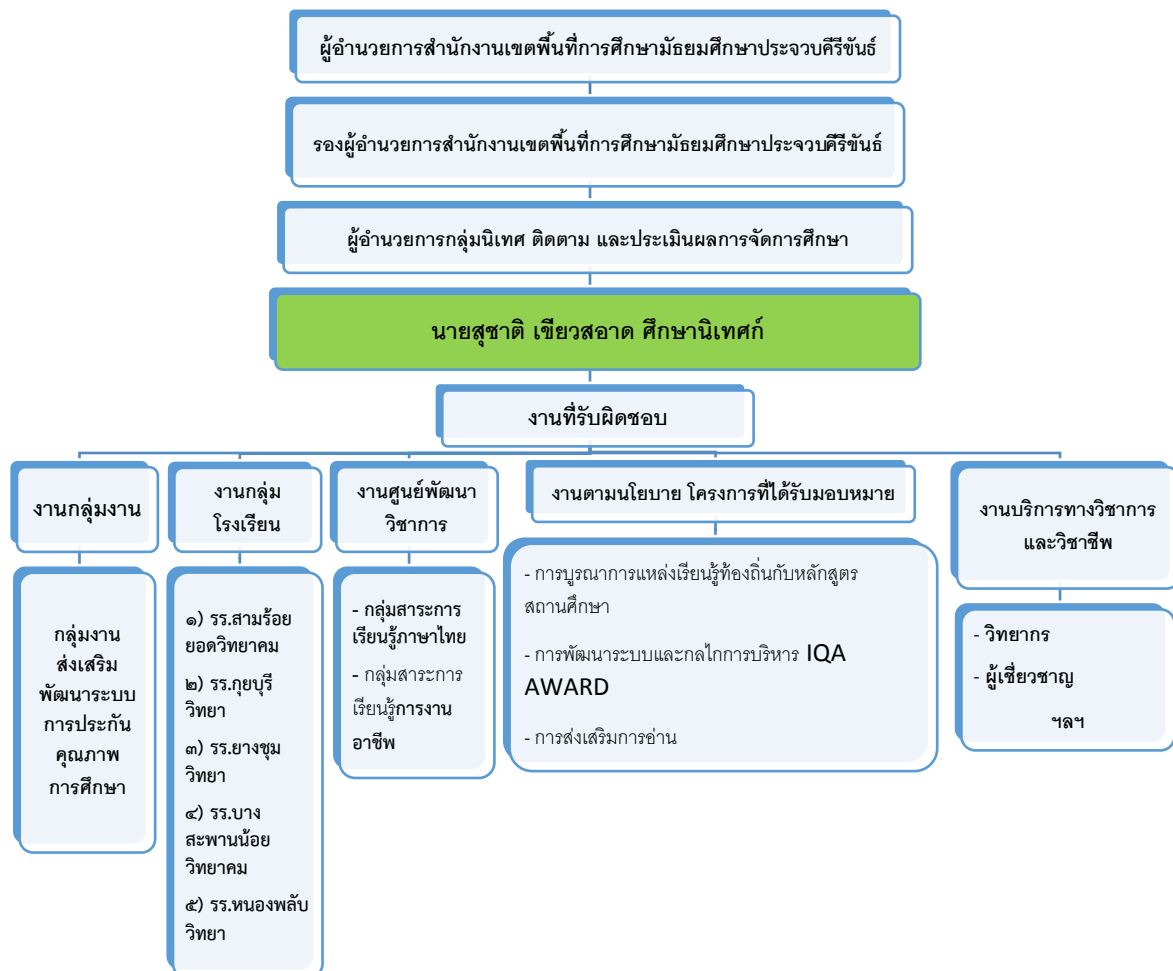 ผู้อำนวยการสำนักงานเขตพื้นที่การศึกษามัธยมศึกษาประจวบคีรีขันธ์
รองผู้อำนวยการสำนักงานเขตพื้นที่การศึกษามัธยมศึกษาประจวบคีรีขันธ์
ผู้อำนวยการกลุ่มนิเทศ ติดตาม และประเมินผลการจัดการศึกษา
นายสุชาติ เขียวสอาด ศึกษานิเทศก์
งานที่รับผิดชอบ
งานกลุ่มงาน
กลุ่มงาน
ส่งเสริม
พัฒนาระบบ
การประกัน
คุณภาพ
การศึกษา
งานกลุ่ม
โรงเรียน
๑) รร.สามร้อย
ยอดวิทยาคม
๒) รร.กุยบุรี
วิทยา
๓) รร.ยางชุม
วิทยา
๔) รร.บาง
สะพานน้อย
วิทยาคม
๕) รร.หนองพลับ
วิทยา
งานศูนย์พัฒนา
วิชาการ
- กลุ่มสาระการ
เรียนรู้ภาษาไทย
- กลุ่มสาระการ
เรียนรู้การงาน
อาชีพ
งานตามนโยบาย โครงการที่ได้รับมอบหมาย
- การบูรณาการแหล่งเรียนรู้ท้องถิ่นกับหลักสูตร
สถานศึกษา
- การพัฒนาระบบและกลไกการบริหาร IQA
AWARD
- การส่งเสริมการอ่าน
งานบริการทางวิชาการ
และวิชาชีพ
- วิทยากร
- ผู้เชี่ยวชาญ
ฯลฯ